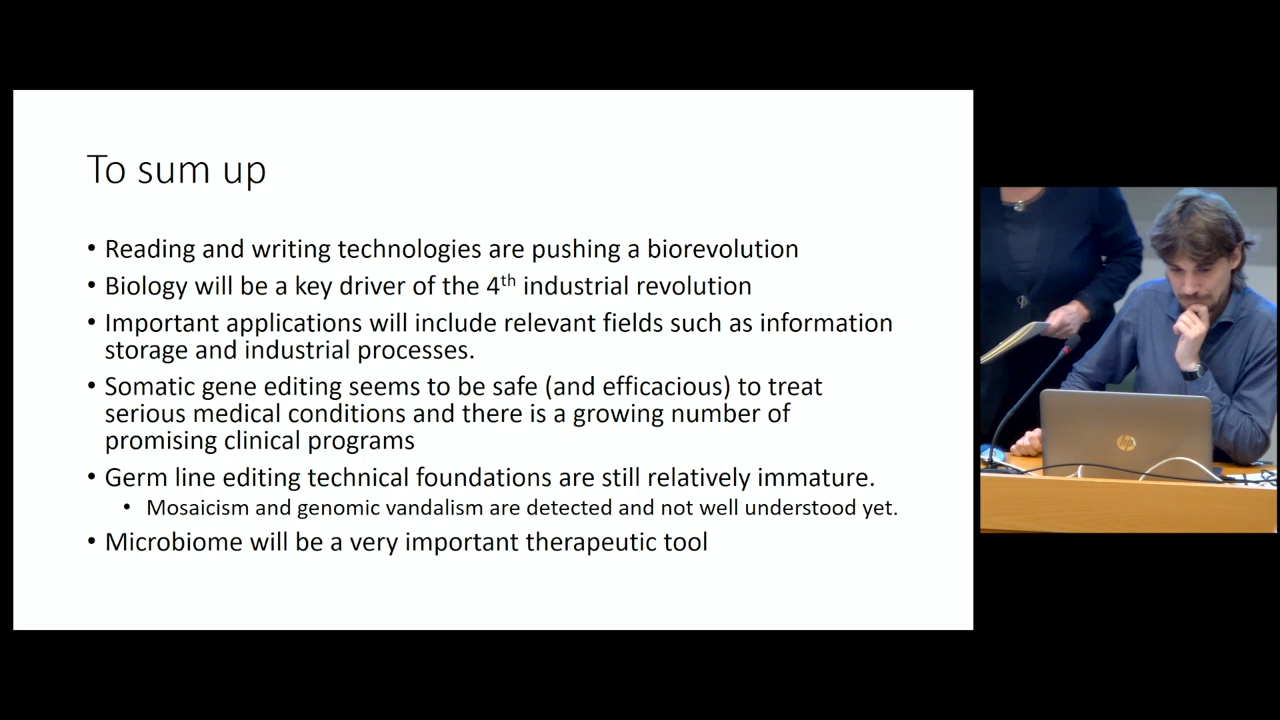 To sum up
• Reading and writing technologies are pushing a biorevolution
• Biology will be a key driver of the 4th industrial revolution
• Important applications will include relevant fields such as information
storage and industrial processes.
• Somatic gene editing seems to be safe (and efficacious) to treat
serious medical conditions and there is a growing number of
promising clinical programs
• Germ line editing technical foundations are still relatively immature.
• Mosaicism and genomic vandalism are detected and not well understood yet.
• Microbiome will be a very important therapeutic tool
hp